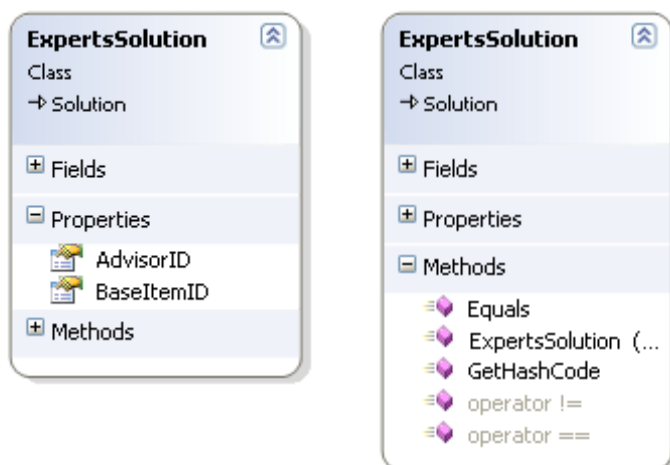 ExpertsSolution
Class
Solution
Fields
Properties
AdvisorID
BaseItemID
Methods
ExpertsSolution
Class
Solution
Fields
Properties
Methods
Equals
ExpertsSolution (...
GetHashCode
operator !=
operator ==